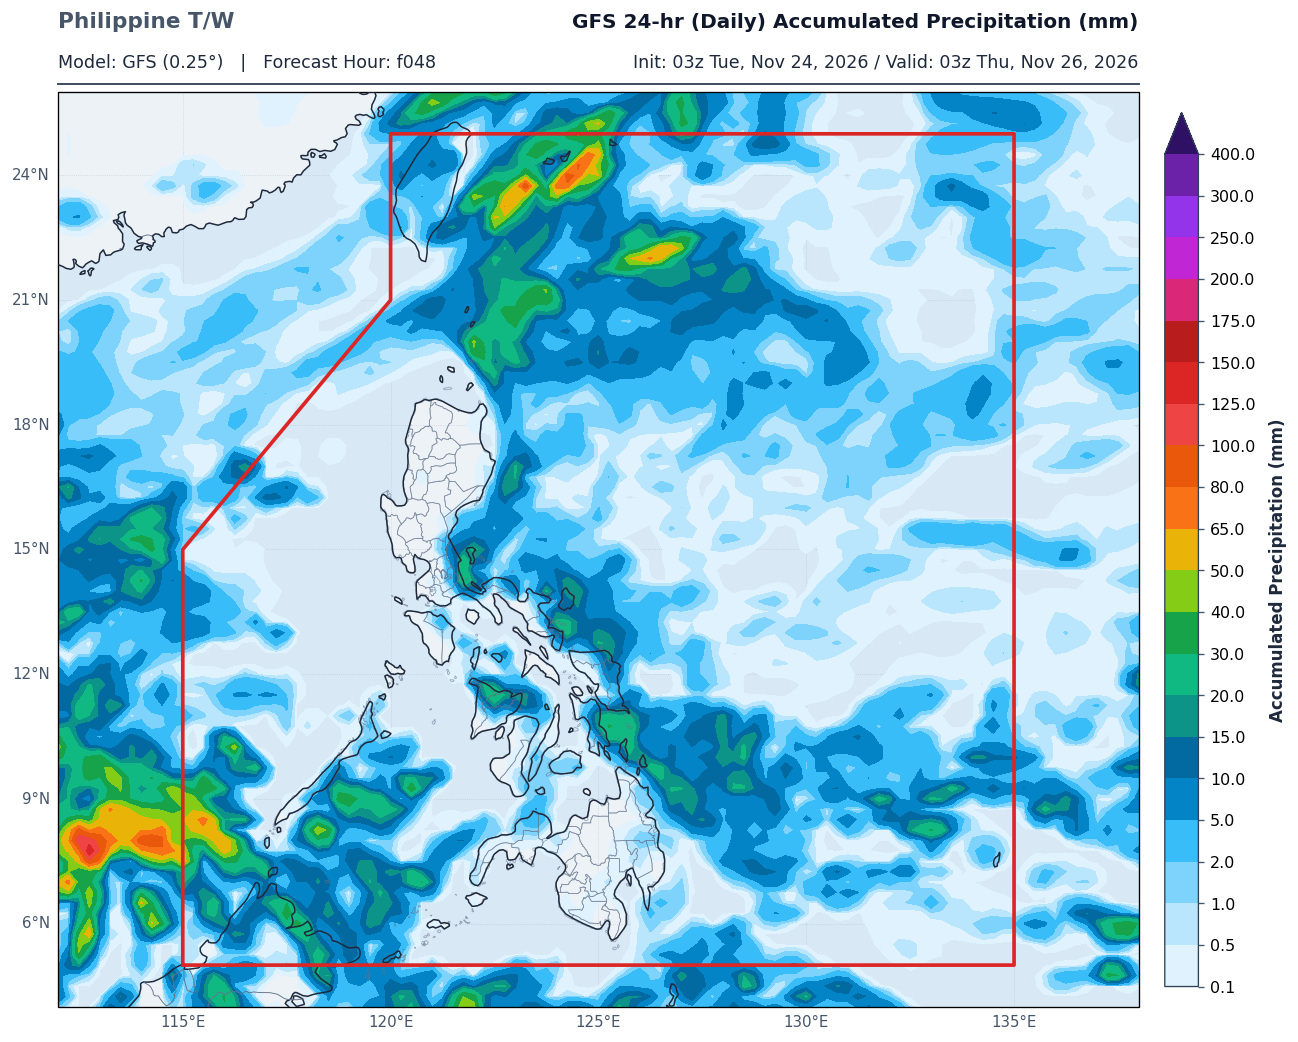 Philippine T/W
GFS 24-hr (Daily) Accumulated Precipitation (mm)
Model: GFS (0.25°)   |   Forecast Hour: f048
Init: 03z Tue, Nov 24, 2026 / Valid: 03z Thu, Nov 26, 2026
24°N
21°N
18°N
15°N
12°N
9°N
6°N
115°E
120°E
125°E
130°E
135°E
400.0
300.0
250.0
200.0
175.0
150.0
125.0
100.0
80.0
65.0
50.0
40.0
30.0
20.0
15.0
10.0
5.0
2.0
1.0
0.5
0.1
Accumulated Precipitation (mm)